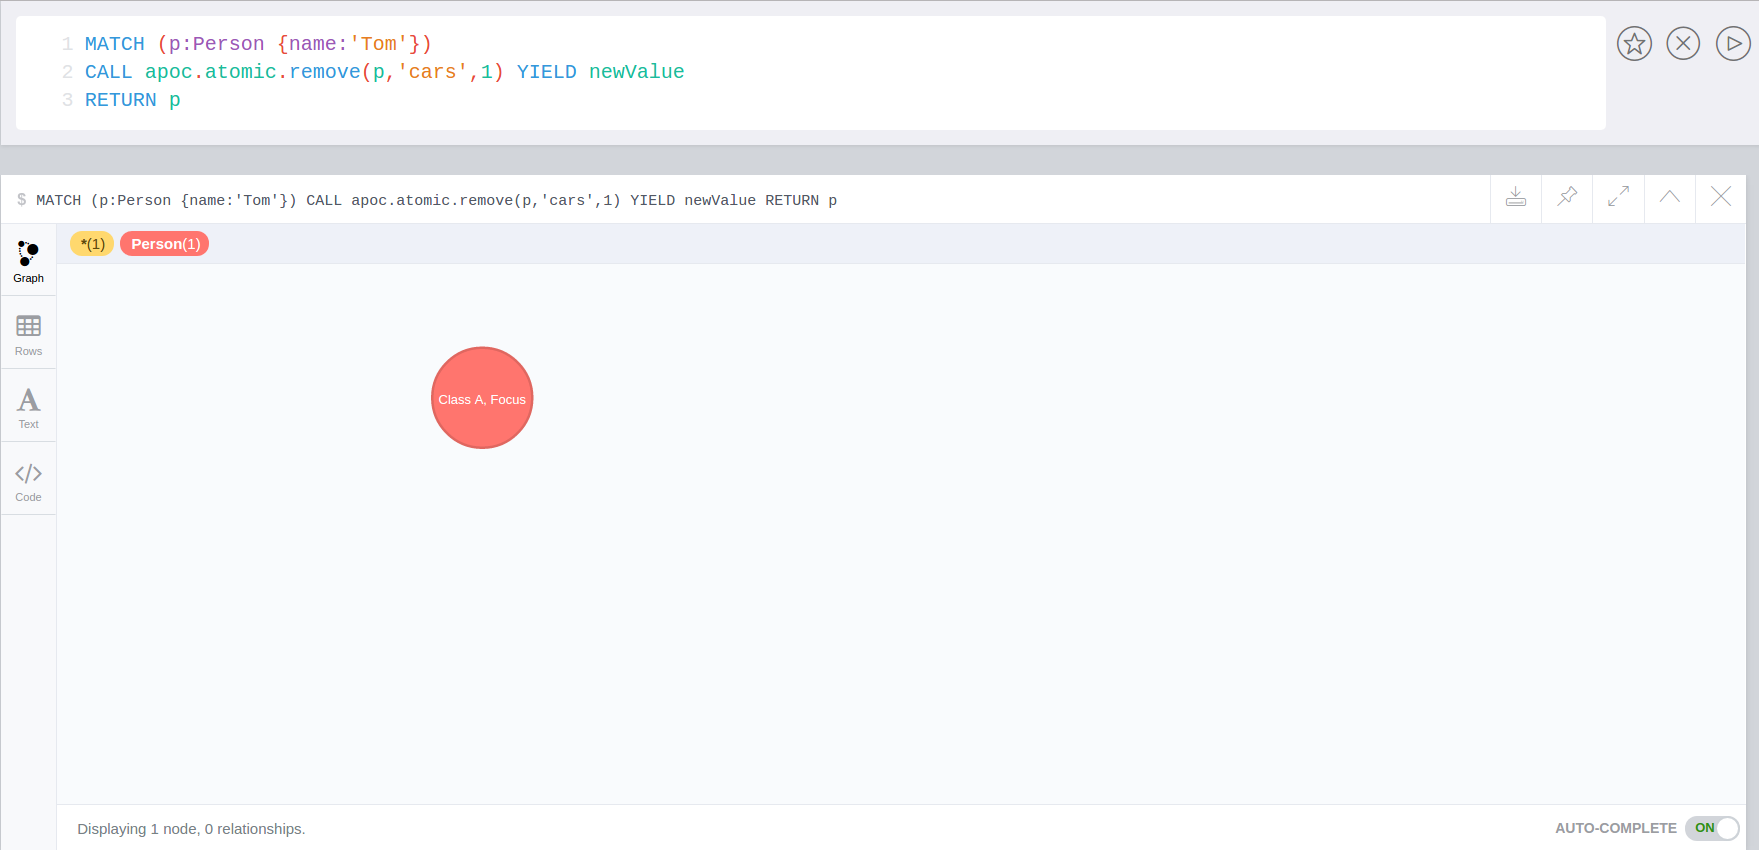 1 MATCH (p:Person {name:'Tom'})
2 CALL apoc.atomic.remove(p,'cars',1) YIELD newValue
3 RETURN p
$ MATCH (p:Person {name:'Tom'}) CALL apoc.atomic.remove(p,'cars',1) YIELD newValue RETURN p
*(1) Person(1)
Graph
Rows
A
Text
</>
Code
Class A, Focus
Displaying 1 node, 0 relationships.
AUTO-COMPLETE ON